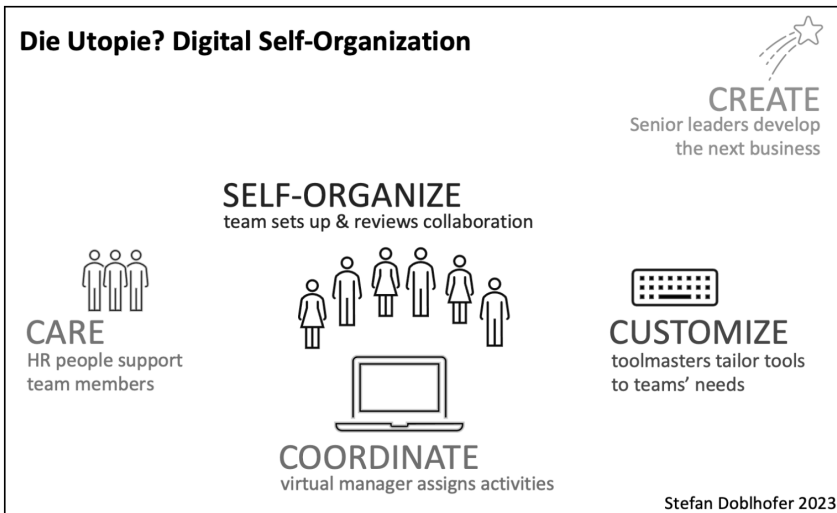 Die Utopie? Digital Self-Organization
CREATE
Senior leaders develop
the next business
SELF-ORGANIZE
team sets up & reviews collaboration
CARE
HR people support
team members
CUSTOMIZE
toolmasters tailor tools
to teams’ needs
COORDINATE
virtual manager assigns activities
Stefan Doblhofer 2023